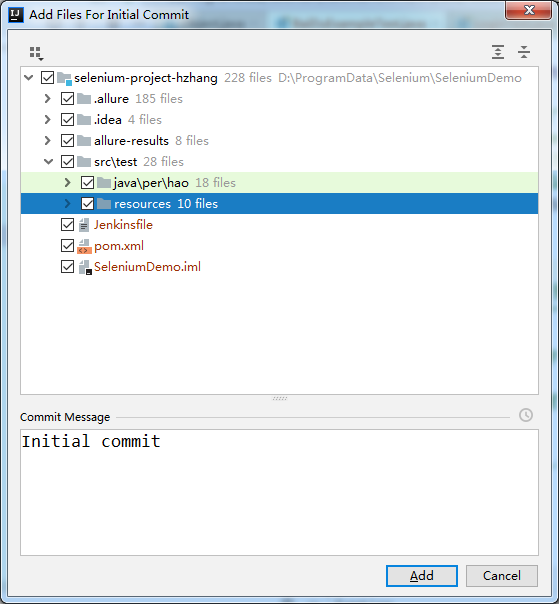 Add Files For Initial Commit
selenium-project-hzhang 228 files D:\ProgramData\Selenium\SeleniumDemo
.allure 185 files
.idea 4 files
allure-results 8 files
src\test 28 files
java\per\hao 18 files
resources 10 files
Jenkinsfile
pom.xml
SeleniumDemo.iml
Commit Message
Initial commit
Add Cancel